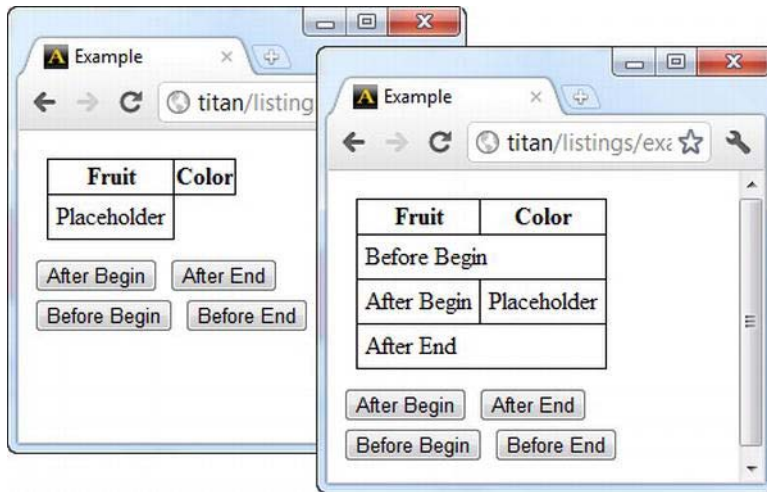 A Example
titan/listings
Fruit Color
Placeholder
After Begin After End
Before Begin Before End
A Example
titan/listings/exa
Fruit Color
Before Begin
After Begin Placeholder
After End
After Begin After End
Before Begin Before End